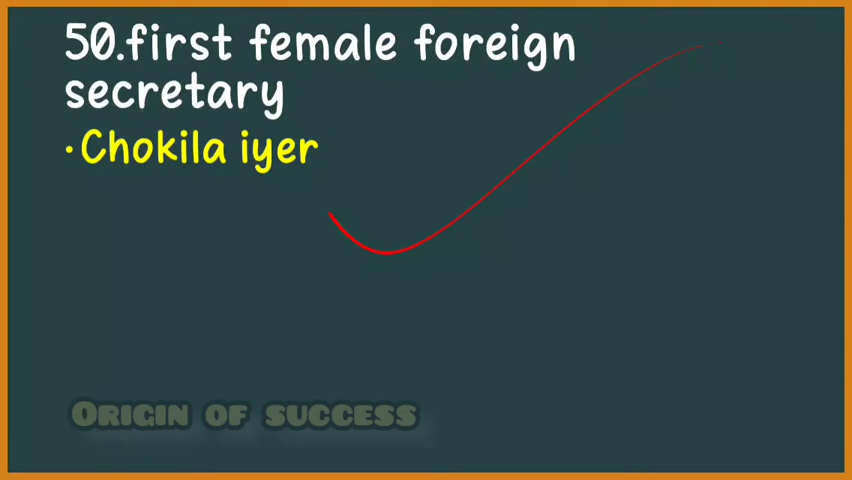 50.first female foreign
secretary
•Chokila iyer
Origin of success